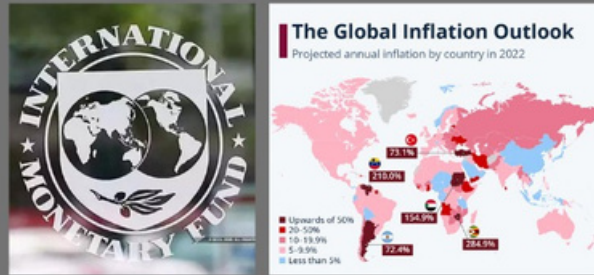 INTERNATIONAL
MONETARY FUND
The Global Inflation Outlook
Projected annual inflation by country in 2022
73.1%
210.0%
154.9%
72.4%
284.9%
Upwards of 50%
20-50%
10-19.9%
5-9.9%
Less than 5%